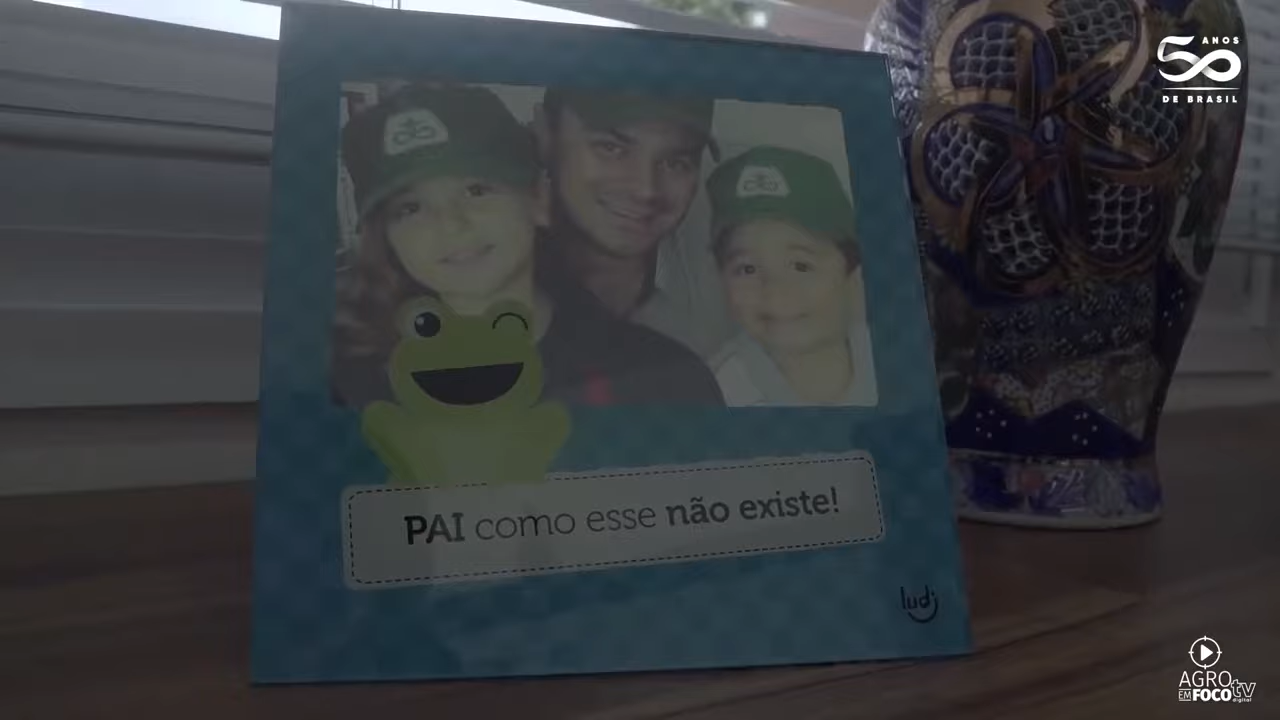 50 ANOS
DE BRASIL
PAI como esse não existe!
ludi
AGRO
EM FOCO tv
digital